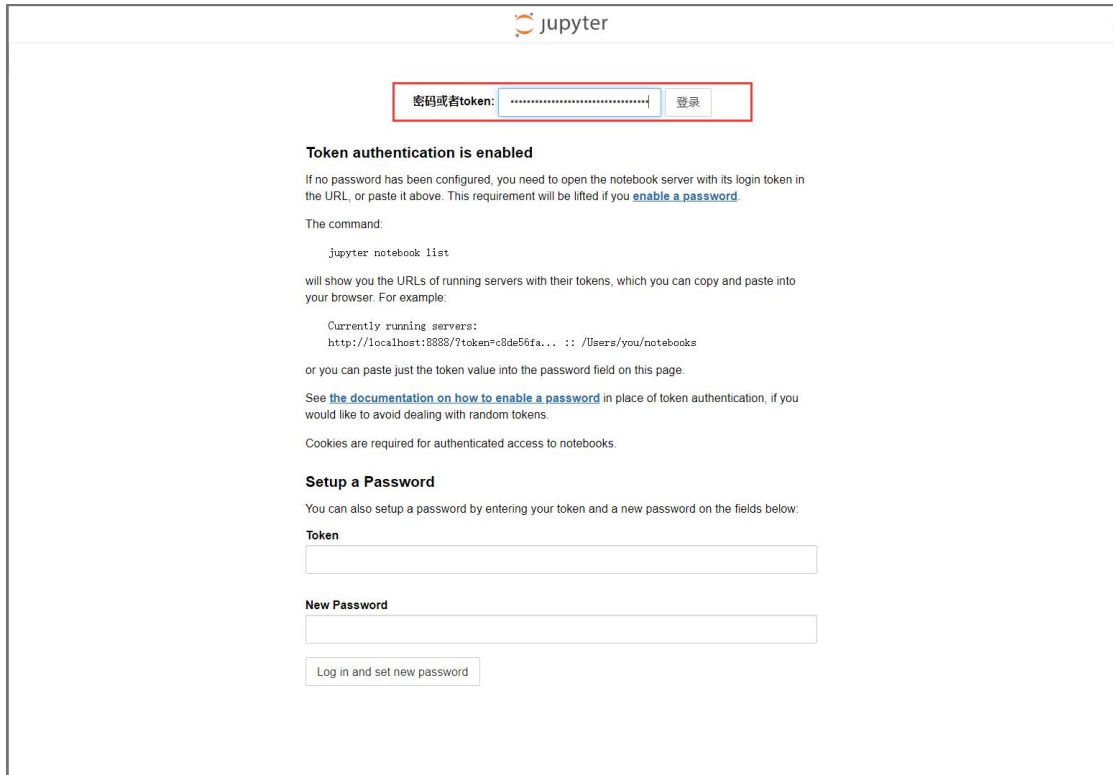 jupyter
密码或者token: ••••••••••••••••••••••••••••••••• 登录
Token authentication is enabled
If no password has been configured, you need to open the notebook server with its login token in
the URL, or paste it above. This requirement will be lifted if you enable a password.
The command:
jupyter notebook list
will show you the URLs of running servers with their tokens, which you can copy and paste into
your browser. For example:
Currently running servers:
http://localhost:8888/?token=c8de56fa... :: /Users/you/notebooks
or you can paste just the token value into the password field on this page.
See the documentation on how to enable a password in place of token authentication, if you
would like to avoid dealing with random tokens.
Cookies are required for authenticated access to notebooks.
Setup a Password
You can also setup a password by entering your token and a new password on the fields below:
Token
New Password
Log in and set new password